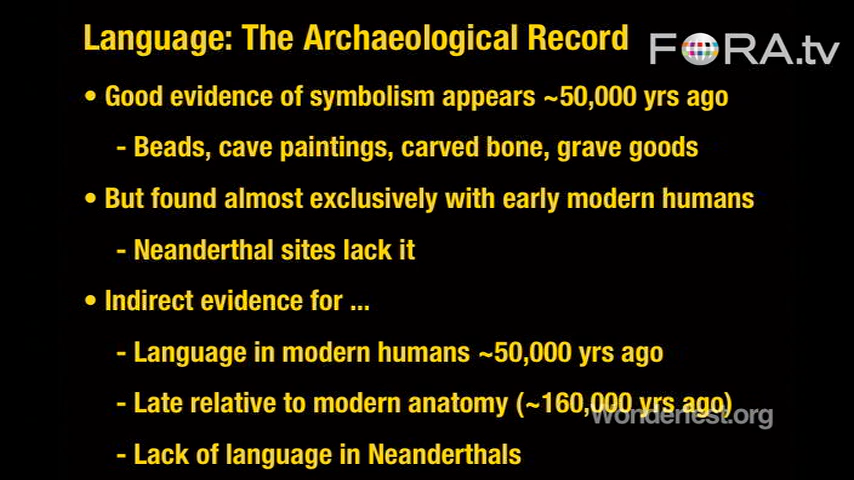 Language: The Archaeological Record
FORA.tv
• Good evidence of symbolism appears ~50,000 yrs ago
- Beads, cave paintings, carved bone, grave goods
• But found almost exclusively with early modern humans
- Neanderthal sites lack it
• Indirect evidence for ...
- Language in modern humans ~50,000 yrs ago
- Late relative to modern anatomy (~160,000 yrs ago)
Wonderfest.org
- Lack of language in Neanderthals